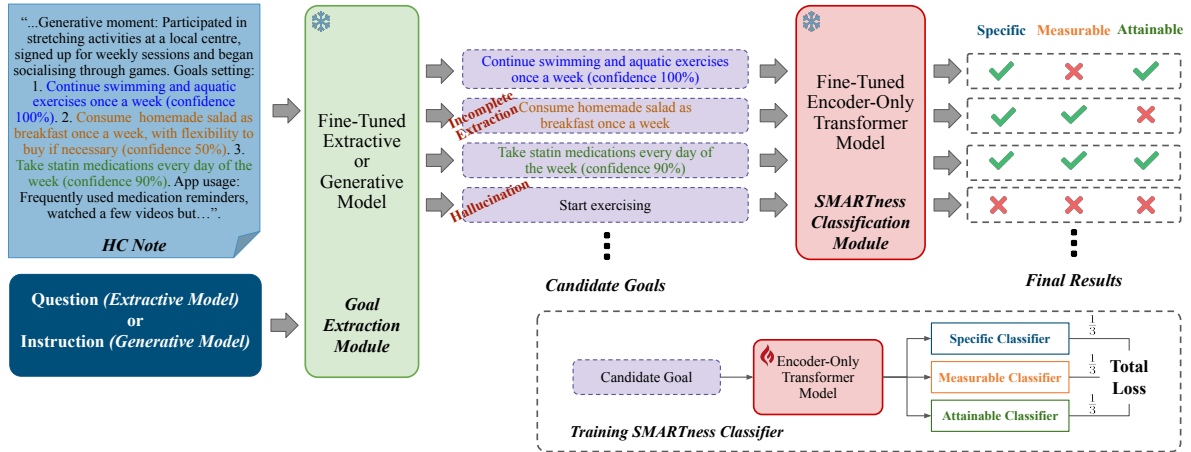 “...Generative moment: Participated in
stretching activities at a local centre,
signed up for weekly sessions and began
socialising through games. Goals setting:
1. Continue swimming and aquatic
exercises once a week (confidence
100%). 2. Consume homemade salad as
breakfast once a week, with flexibility to
buy if necessary (confidence 50%). 3.
Take statin medications every day of the
week (confidence 90%). App usage:
Frequently used medication reminders,
watched a few videos but…”.
HC Note
Question (Extractive Model)
or
Instruction (Generative Model)
Fine-Tuned
Extractive
or
Generative
Model
Goal
Extraction
Module
Continue swimming and aquatic exercises
once a week (confidence 100%)
Incomplete
Extraction
Consume homemade salad as
breakfast once a week
Take statin medications every day of
the week (confidence 90%)
Hallucination
Start exercising
Candidate Goals
Fine-Tuned
Encoder-Only
Transformer
Model
SMARTness
Classification
Module
Specific Measurable Attainable
Final Results
Candidate Goal
Encoder-Only
Transformer
Model
Specific Classifier
Measurable Classifier
Attainable Classifier
1/3
1/3
1/3
Total
Loss
Training SMARTness Classifier